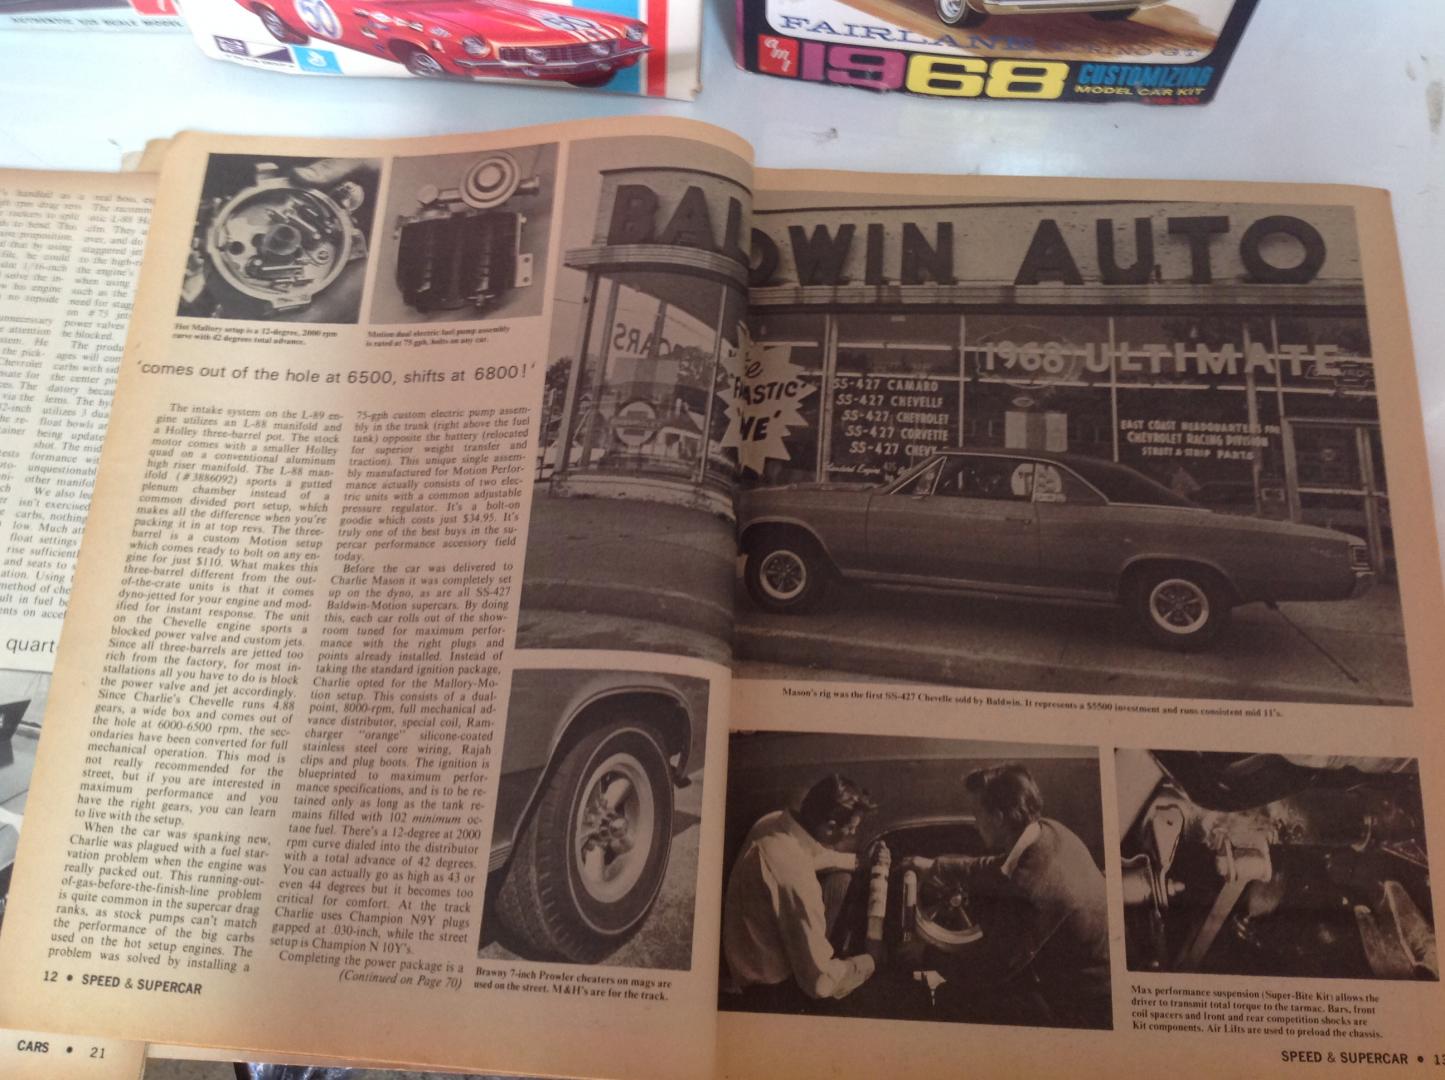 50
FAIRLANE
amt
1968
CUSTOMIZING
MODEL CAR KIT
Hot Mallory setup is a 12-degree, 2000 rpm
curve with 42 degrees total advance.
Motion dual electric fuel pump assembly
is rated at 75 gph, bolts on any car.
'comes out of the hole at 6500, shifts at 6800!'
The intake system on the L-89 en-
gine utilizes an L-88 manifold and
a Holley three-barrel pot. The stock
motor comes with a smaller Holley
quad on a conventional aluminum
high riser manifold. The L-88 man-
ifold (#3886092) sports a gutted
plenum chamber instead of a
common divided port setup, which
makes all the difference when you're
packing it in at top revs. The three-
barrel is a custom Motion setup
which comes ready to bolt on any en-
gine for just $110. What makes this
three-barrel different from the out-
of-the-crate units is that it comes
dyno-jetted for your engine and mod-
ified for instant response. The unit
on the Chevelle engine sports a
blocked power valve and custom jets.
Since all three-barrels are jetted too
rich from the factory, for most in-
stallations all you have to do is block
the power valve and jet accordingly.
Since Charlie's Chevelle runs 4.88
gears, a wide box and comes out of
the hole at 6000-6500 rpm, the sec-
ondaries have been converted for full
mechanical operation. This mod is
not really recommended for the
street, but if you are interested in
maximum performance and you
have the right gears, you can learn
to live with the setup.
When the car was spanking new,
Charlie was plagued with a fuel star-
vation problem when the engine was
really packed out. This running-out-
of-gas-before-the-finish-line problem
is quite common in the supercar drag
ranks, as stock pumps can't match
the performance of the big carbs
used on the hot setup engines. The
problem was solved by installing a
75-gph custom electric pump assem-
bly in the trunk (right above the fuel
tank) opposite the battery (relocated
for superior weight transfer and
traction). This unique single assem-
bly manufactured for Motion Perfor-
mance actually consists of two elec-
tric units with a common adjustable
pressure regulator. It's a bolt-on
goodie which costs just $34.95. It's
truly one of the best buys in the su-
percar performance accessory field
today.
Before the car was delivered to
Charlie Mason it was completely set
up on the dyno, as are all SS-427
Baldwin-Motion supercars. By doing
this, each car rolls out of the show-
room tuned for maximum perfor-
mance with the right plugs and
points already installed. Instead of
taking the standard ignition package,
Charlie opted for the Mallory-Mo-
tion setup. This consists of a dual-
point, 8000-rpm, full mechanical ad-
vance distributor, special coil, Ram-
charger "orange" silicone-coated
stainless steel core wiring, Rajah
clips and plug boots. The ignition is
blueprinted to maximum perfor-
mance specifications, and is to be re-
tained only as long as the tank re-
mains filled with 102 minimum oc-
tane fuel. There's a 12-degree at 2000
rpm curve dialed into the distributor
with a total advance of 42 degrees.
You can actually go as high as 43 or
even 44 degrees but it becomes too
critical for comfort. At the track
Charlie uses Champion N9Y plugs
gapped at .030-inch, while the street
setup is Champion N 10Y's.
Completing the power package is a
(Continued on Page 70)
12 • SPEED & SUPERCAR
CARS • 21
BALDWIN AUTO
CARS
1968 ULTIMATE
SS-427 CAMARO
SS-427 CHEVELLE
SS-427 CHEVROLET
SS-427 CORVETTE
SS-427 CHEVY
EAST COAST HEADQUARTERS FOR
CHEVROLET RACING DIVISION
STREET & STRIP PARTS
Mason's rig was the first SS-427 Chevelle sold by Baldwin. It represents a $5500 investment and runs consistent mid 11's.
Brawny 7-inch Prowler cheaters on mags are
used on the street. M&H's are for the track.
Max performance suspension (Super-Bite Kit) allows the
driver to transmit total torque to the tarmac. Bars, front
coil spacers and front and rear competition shocks are
Kit components. Air Lifts are used to preload the chassis.
SPEED & SUPERCAR •